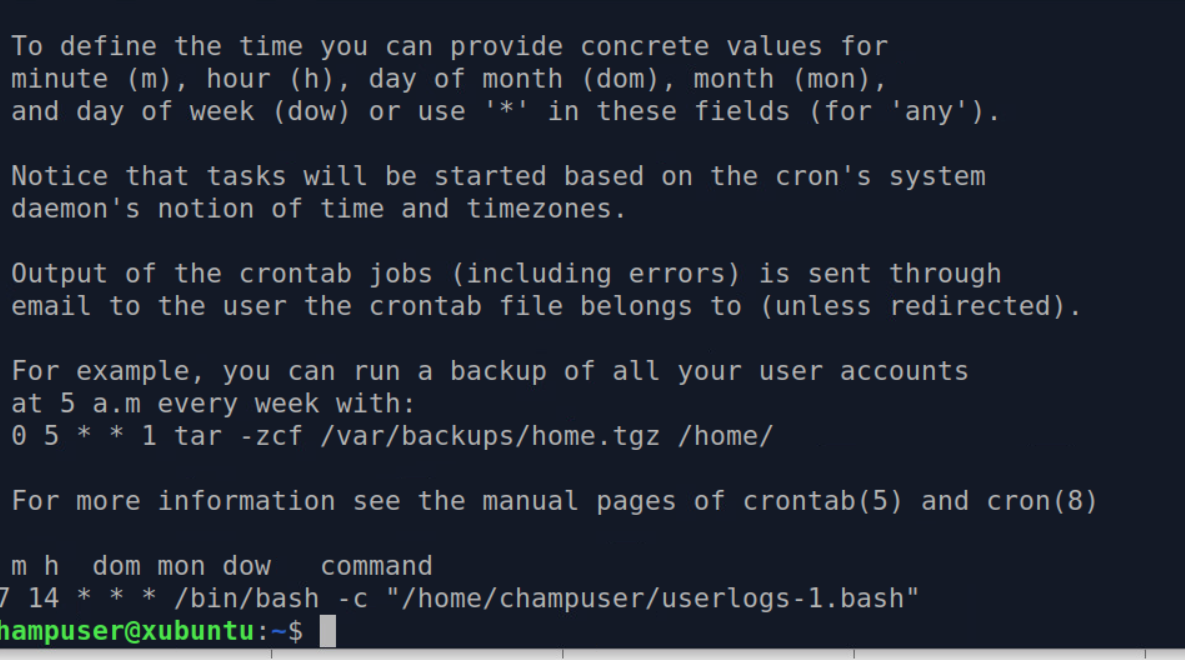 To define the time you can provide concrete values for
minute (m), hour (h), day of month (dom), month (mon),
and day of week (dow) or use '*' in these fields (for 'any').
Notice that tasks will be started based on the cron's system
daemon's notion of time and timezones.
Output of the crontab jobs (including errors) is sent through
email to the user the crontab file belongs to (unless redirected).
For example, you can run a backup of all your user accounts
at 5 a.m every week with:
0 5 * * 1 tar -zcf /var/backups/home.tgz /home/
For more information see the manual pages of crontab(5) and cron(8)
m h  dom mon dow   command
7 14 * * * /bin/bash -c "/home/champuser/userlogs-1.bash"
hampuser@xubuntu:~$